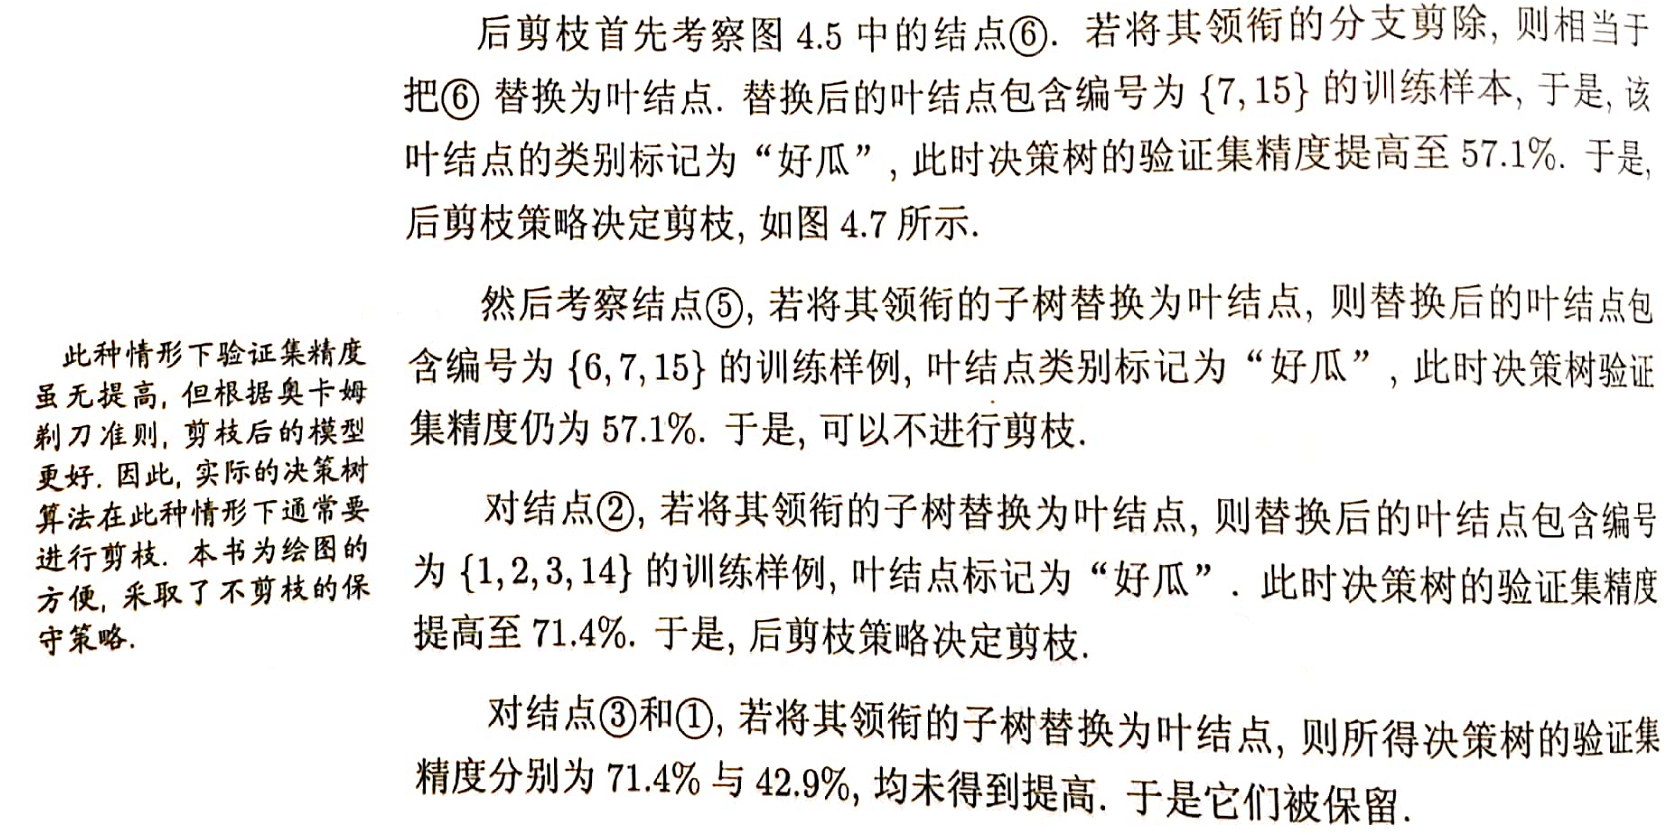 后剪枝首先考察图 4.5 中的结点⑥. 若将其领衔的分支剪除, 则相当于
把⑥ 替换为叶结点. 替换后的叶结点包含编号为 {7, 15} 的训练样本, 于是, 该
叶结点的类别标记为“好瓜”, 此时决策树的验证集精度提高至 57.1%. 于是,
后剪枝策略决定剪枝, 如图 4.7 所示.
然后考察结点⑤, 若将其领衔的子树替换为叶结点, 则替换后的叶结点包
含编号为 {6, 7, 15} 的训练样例, 叶结点类别标记为“好瓜”, 此时决策树验证
集精度仍为 57.1%. 于是, 可以不进行剪枝.
此种情形下验证集精度
虽无提高, 但根据奥卡姆
剃刀准则, 剪枝后的模型
更好. 因此, 实际的决策树
算法在此种情形下通常要
进行剪枝. 本书为绘图的
方便, 采取了不剪枝的保
守策略.
对结点②, 若将其领衔的子树替换为叶结点, 则替换后的叶结点包含编号
为 {1, 2, 3, 14} 的训练样例, 叶结点标记为“好瓜”. 此时决策树的验证集精度
提高至 71.4%. 于是, 后剪枝策略决定剪枝.
对结点③和①, 若将其领衔的子树替换为叶结点, 则所得决策树的验证集
精度分别为 71.4% 与 42.9%, 均未得到提高. 于是它们被保留.